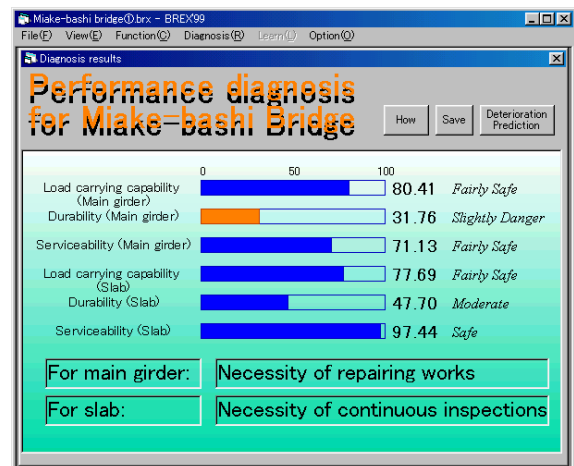 Miake-bashi bridge①.brx - BREX'99
File(F) View(E) Function(C) Diagnosis(R) Learn(L) Option(O)
Diagnosis results
Performance diagnosis
for Miake-bashi Bridge
How Save Deterioration Prediction
0 50 100
Load carrying capability (Main girder) 80.41 Fairly Safe
Durability (Main girder) 31.76 Slightly Danger
Serviceability (Main girder) 71.13 Fairly Safe
Load carrying capability (Slab) 77.69 Fairly Safe
Durability (Slab) 47.70 Moderate
Serviceability (Slab) 97.44 Safe
For main girder: Necessity of repairing works
For slab: Necessity of continuous inspections